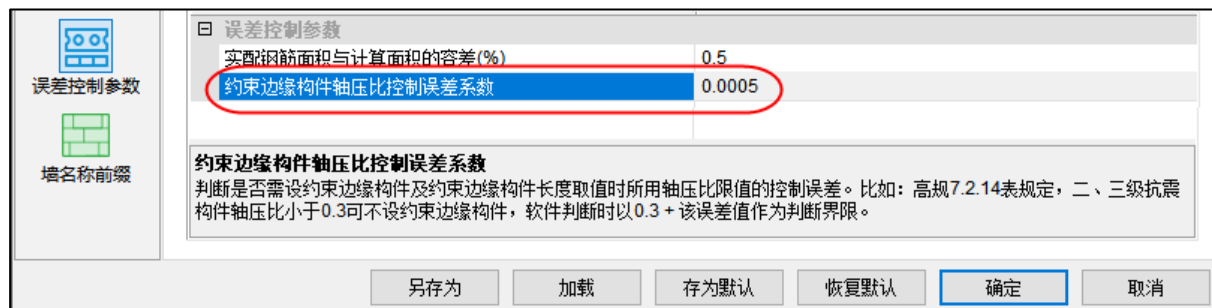 误差控制参数
实配钢筋面积与计算面积的容差(%) 0.5
约束边缘构件轴压比控制误差系数 0.0005
误差控制参数
墙名称前缀
约束边缘构件轴压比控制误差系数
判断是否需设约束边缘构件及约束边缘构件长度取值时所用轴压比限值的控制误差。比如：高规7.2.14表规定，二、三级抗震
构件轴压比小于0.3可不设约束边缘构件，软件判断时以0.3 + 该误差值作为判断界限。
另存为 加载 存为默认 恢复默认 确定 取消